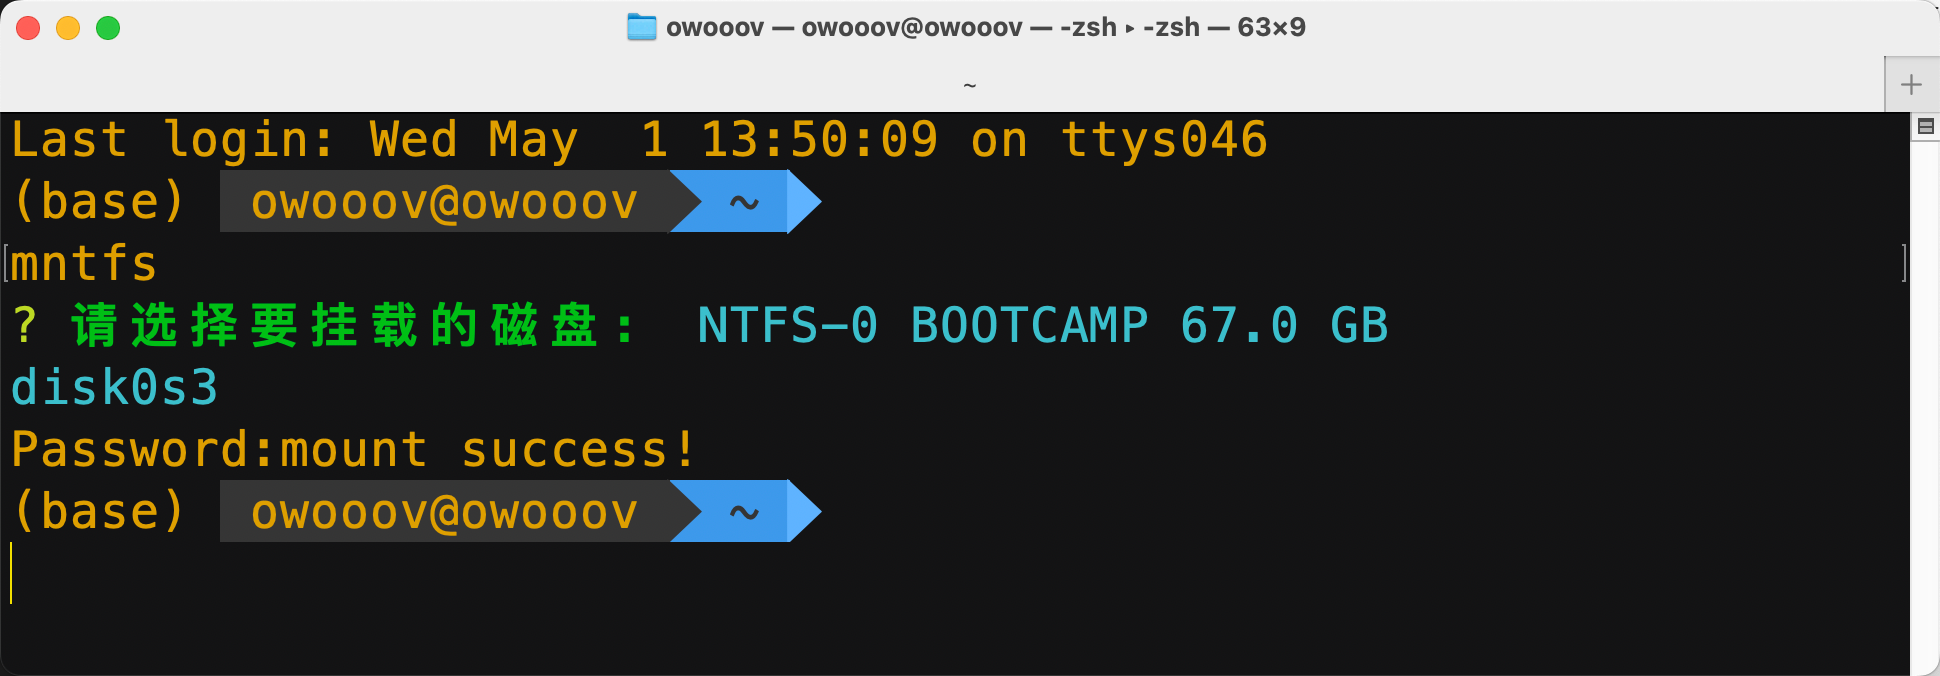 owooov — owooov@owooov — -zsh ▸ -zsh — 63×9
~
Last login: Wed May  1 13:50:09 on ttys046
(base) owooov@owooov ~
mntfs
? 请选择要挂载的磁盘： NTFS-0 BOOTCAMP 67.0 GB
disk0s3
Password:mount success!
(base) owooov@owooov ~